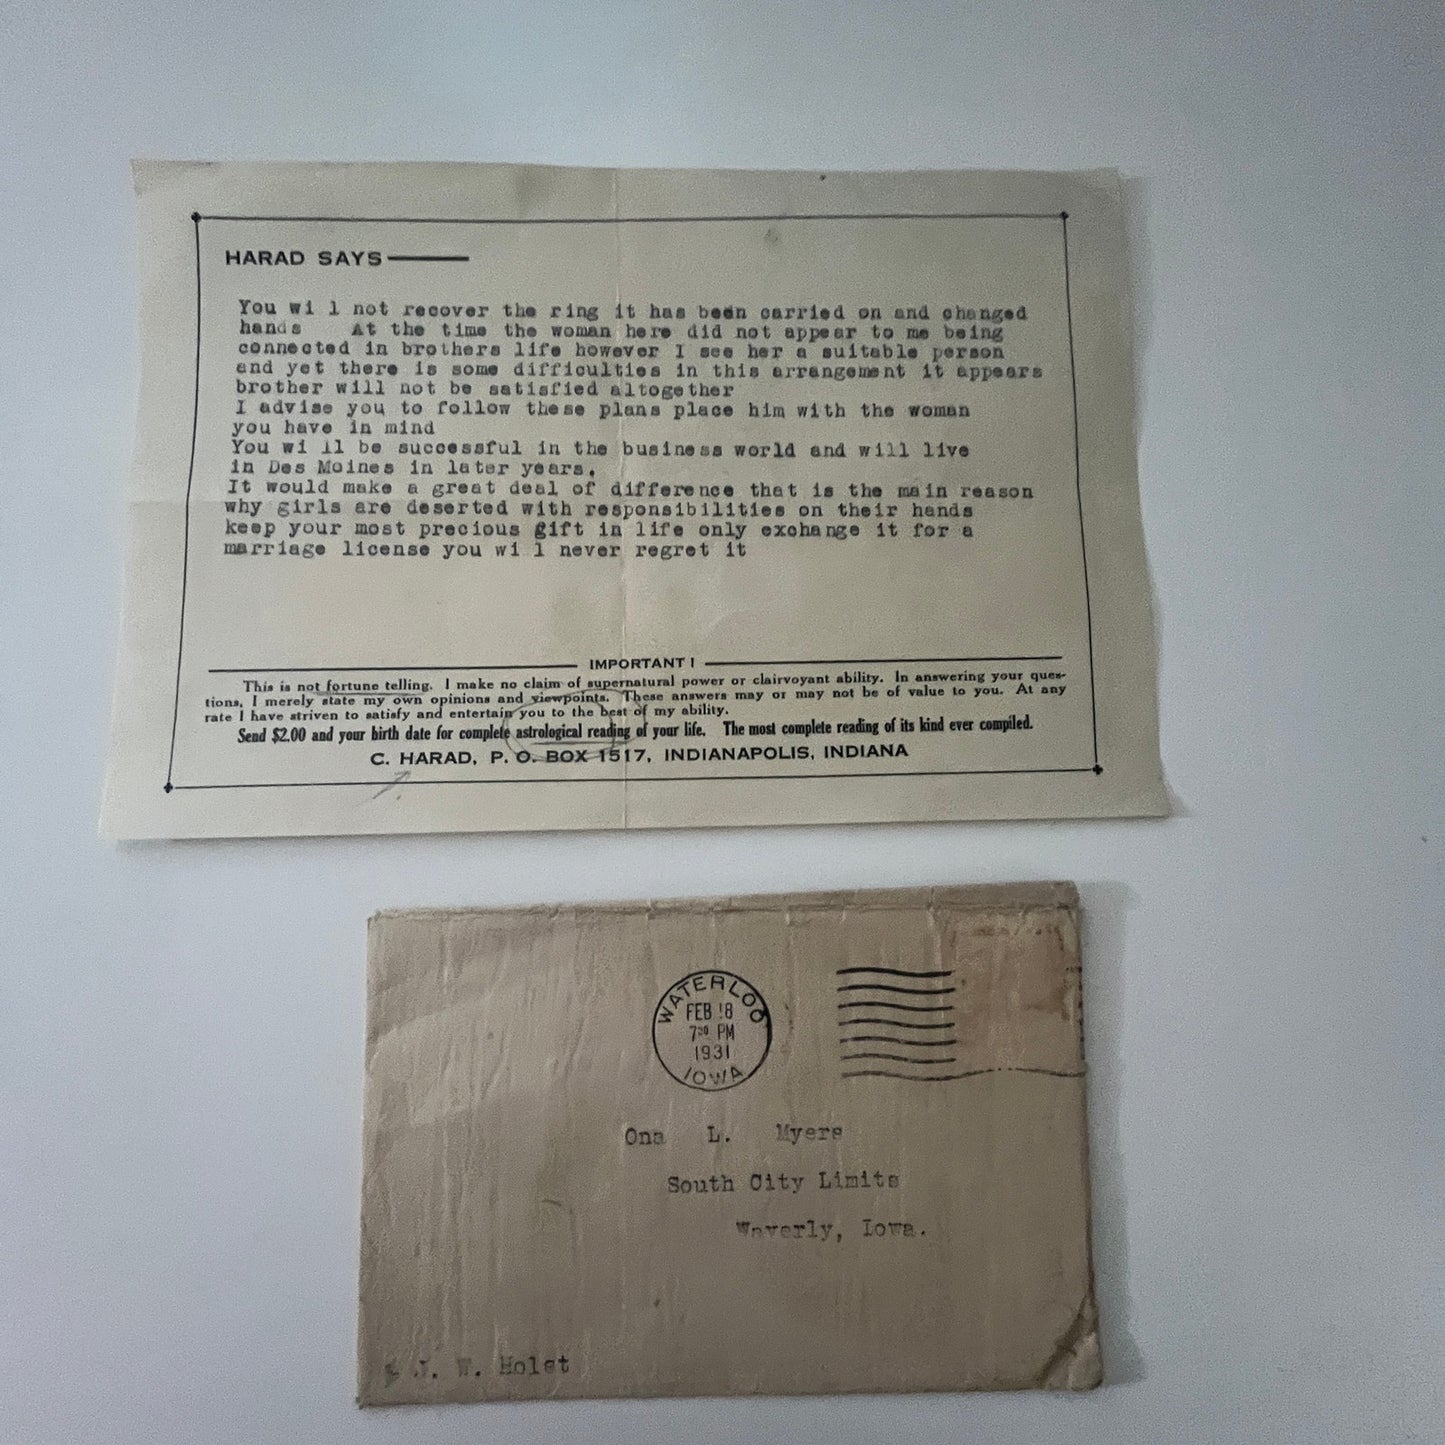 HARAD SAYS
You wi l not recover the ring it has been carried on and changed
hands At the time the woman here did not appear to me being
connected in brothers life however I see her a suitable person
and yet there is some difficulties in this arrangement it appears
brother will not be satisfied altogether
I advise you to follow these plans place him with the woman
you have in mind
You wi ll be successful in the business world and will live
in Des Moines in later years.
It would make a great deal of difference that is the main reason
why girls are deserted with responsibilities on their hands
keep your most precious gift in life only exchange it for a
marriage license you wi l never regret it
IMPORTANT!
This is not fortune telling. I make no claim of supernatural power or clairvoyant ability. In answering your ques-
tions, I merely state my own opinions and viewpoints. These answers may or may not be of value to you. At any
rate I have striven to satisfy and entertain you to the best of my ability.
Send $2.00 and your birth date for complete astrological reading of your life. The most complete reading of its kind ever compiled.
C. HARAD, P. O. BOX 1517, INDIANAPOLIS, INDIANA
WATERLOO
FEB 18
7 30 PM
1931
IOWA
Ona L. Myers
South City Limits
Waverly, Iowa.
J. W. Holst